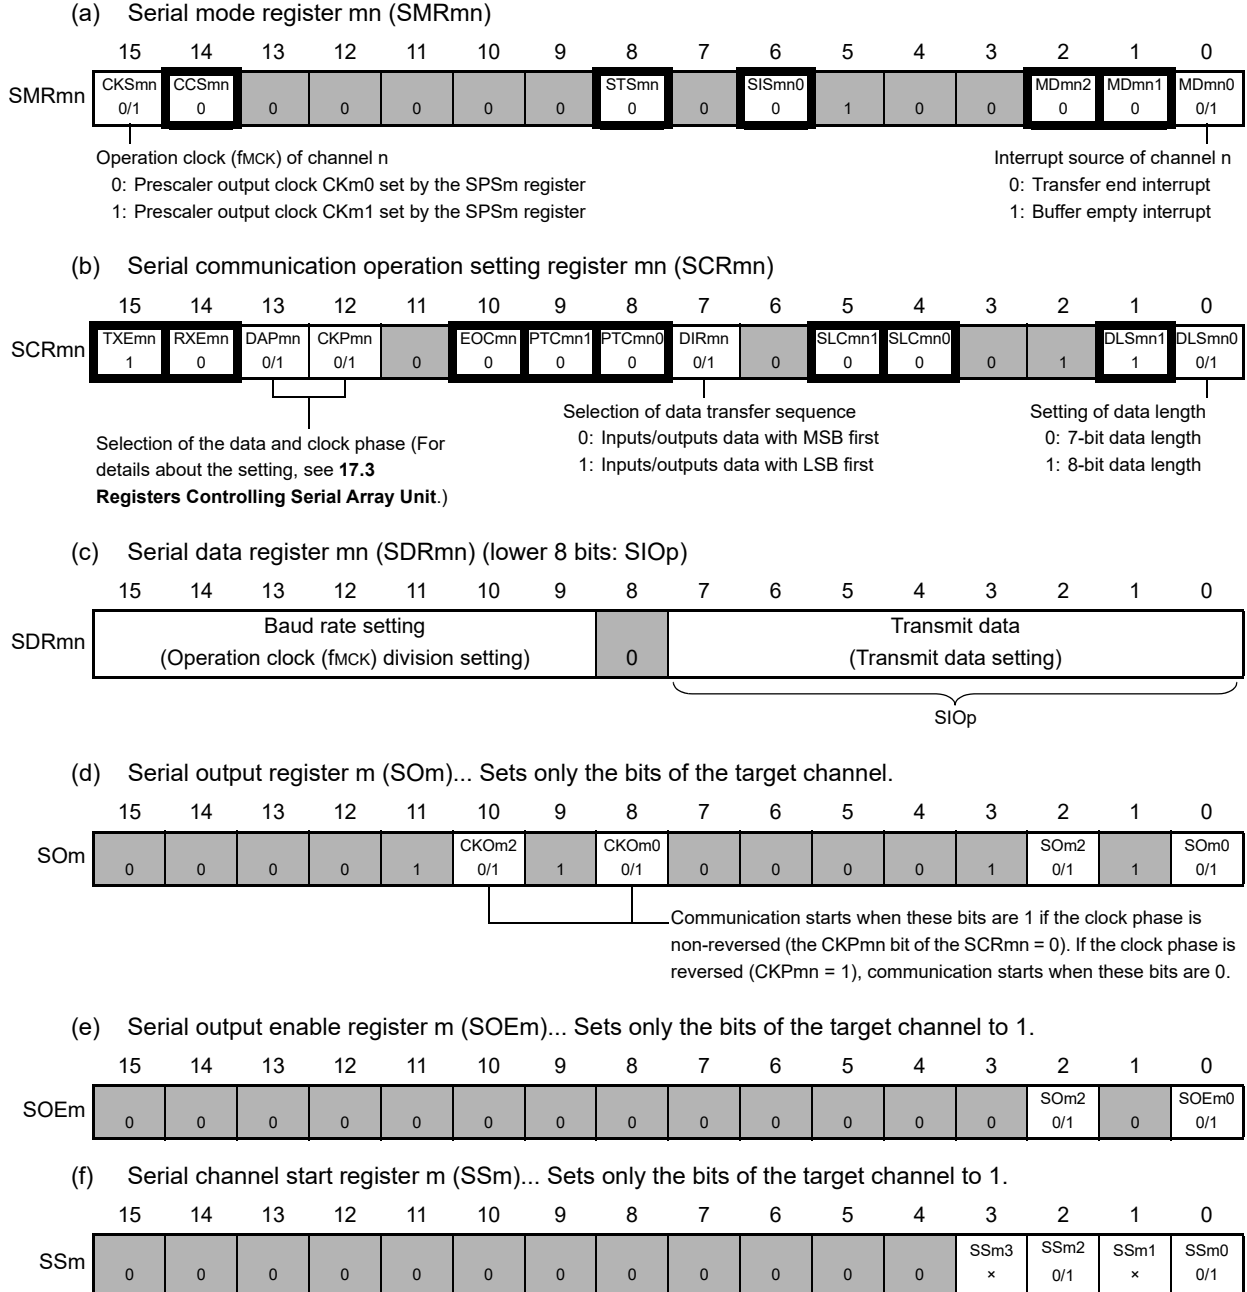 (a) Serial mode register mn (SMRmn)
15 14 13 12 11 10 9 8 7 6 5 4 3 2 1 0
SMRmn CKSmn CCSmn STSmn SISmn0 MDmn2 MDmn1 MDmn0
0/1 0 0 0 0 0 0 0 0 0 1 0 0 0 0 0/1
Operation clock (fMCK) of channel n
0: Prescaler output clock CKm0 set by the SPSm register
1: Prescaler output clock CKm1 set by the SPSm register
Interrupt source of channel n
0: Transfer end interrupt
1: Buffer empty interrupt
(b) Serial communication operation setting register mn (SCRmn)
15 14 13 12 11 10 9 8 7 6 5 4 3 2 1 0
SCRmn TXEmn RXEmn DAPmn CKPmn EOCmn PTCmn1 PTCmn0 DIRmn SLCmn1 SLCmn0 DLSmn1 DLSmn0
1 0 0/1 0/1 0 0 0 0 0/1 0 0 0 0 1 1 0/1
Selection of the data and clock phase (For
details about the setting, see 17.3
Registers Controlling Serial Array Unit.)
Selection of data transfer sequence
0: Inputs/outputs data with MSB first
1: Inputs/outputs data with LSB first
Setting of data length
0: 7-bit data length
1: 8-bit data length
(c) Serial data register mn (SDRmn) (lower 8 bits: SIOp)
15 14 13 12 11 10 9 8 7 6 5 4 3 2 1 0
SDRmn Baud rate setting Transmit data
(Operation clock (fMCK) division setting) 0 (Transmit data setting)
SIOp
(d) Serial output register m (SOm)... Sets only the bits of the target channel.
15 14 13 12 11 10 9 8 7 6 5 4 3 2 1 0
SOm CKOm2 CKOm0 SOm2 SOm0
0 0 0 0 1 0/1 1 0/1 0 0 0 0 1 0/1 1 0/1
Communication starts when these bits are 1 if the clock phase is
non-reversed (the CKPmn bit of the SCRmn = 0). If the clock phase is
reversed (CKPmn = 1), communication starts when these bits are 0.
(e) Serial output enable register m (SOEm)... Sets only the bits of the target channel to 1.
15 14 13 12 11 10 9 8 7 6 5 4 3 2 1 0
SOEm SOm2 SOEm0
0 0 0 0 0 0 0 0 0 0 0 0 0 0/1 0 0/1
(f) Serial channel start register m (SSm)... Sets only the bits of the target channel to 1.
15 14 13 12 11 10 9 8 7 6 5 4 3 2 1 0
SSm SSm3 SSm2 SSm1 SSm0
0 0 0 0 0 0 0 0 0 0 0 0 × 0/1 × 0/1